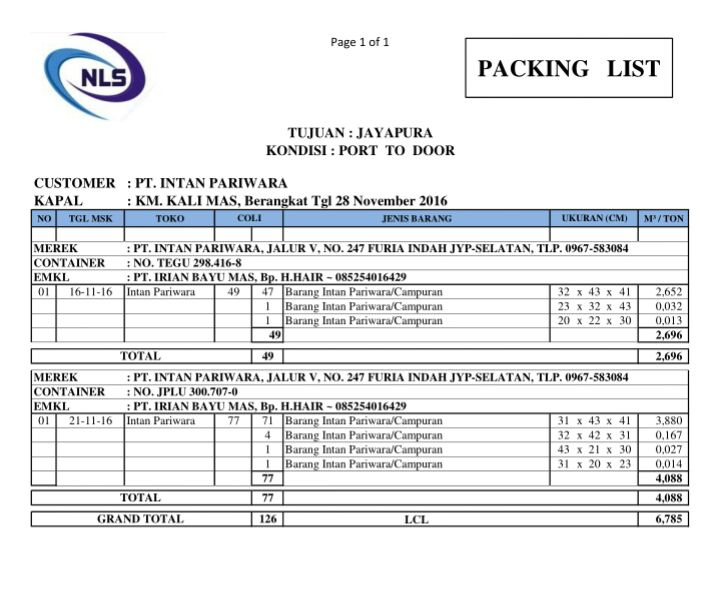 Page 1 of 1
NLS
PACKING LIST
TUJUAN : JAYAPURA
KONDISI : PORT TO DOOR
CUSTOMER : PT. INTAN PARIWARA
KAPAL : KM. KALI MAS, Berangkat Tgl 28 November 2016
NO TGL MSK TOKO COLI JENIS BARANG UKURAN (CM) M³ / TON
MEREK : PT. INTAN PARIWARA, JALUR V, NO. 247 FURIA INDAH JYP-SELATAN, TLP. 0967-583084
CONTAINER : NO. TEGU 298.416-8
EMKL : PT. IRIAN BAYU MAS, Bp. H.HAIR ~ 085254016429
01 16-11-16 Intan Pariwara 49 47 Barang Intan Pariwara/Campuran 32 x 43 x 41 2,652
1 Barang Intan Pariwara/Campuran 23 x 32 x 43 0,032
1 Barang Intan Pariwara/Campuran 20 x 22 x 30 0,013
49 2,696
TOTAL 49 2,696
MEREK : PT. INTAN PARIWARA, JALUR V, NO. 247 FURIA INDAH JYP-SELATAN, TLP. 0967-583084
CONTAINER : NO. JPLU 300.707-0
EMKL : PT. IRIAN BAYU MAS, Bp. H.HAIR ~ 085254016429
01 21-11-16 Intan Pariwara 77 71 Barang Intan Pariwara/Campuran 31 x 43 x 41 3,880
4 Barang Intan Pariwara/Campuran 32 x 42 x 31 0,167
1 Barang Intan Pariwara/Campuran 43 x 21 x 30 0,027
1 Barang Intan Pariwara/Campuran 31 x 20 x 23 0,014
77 4,088
TOTAL 77 4,088
GRAND TOTAL 126 LCL 6,785